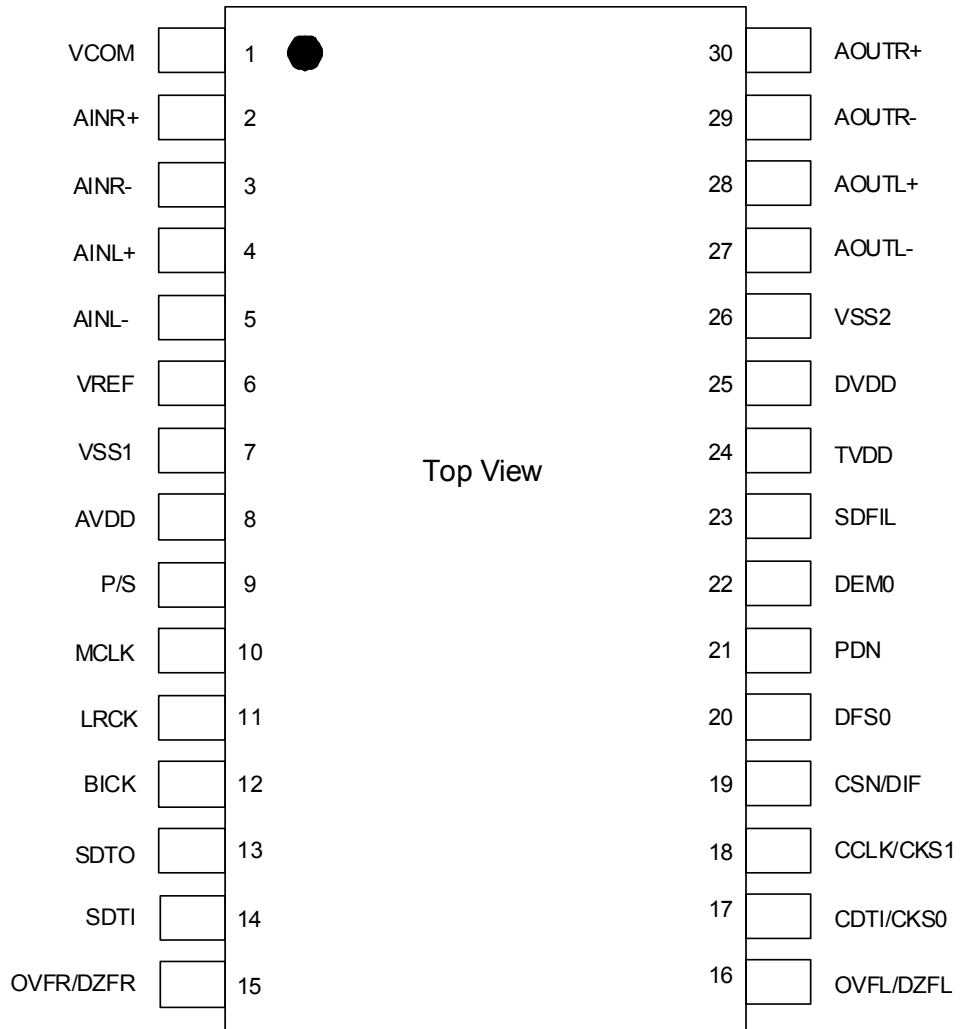 VCOM 1 30 AOUTR+
AINR+ 2 29 AOUTR-
AINR- 3 28 AOUTL+
AINL+ 4 27 AOUTL-
AINL- 5 26 VSS2
VREF 6 25 DVDD
VSS1 7 24 TVDD
Top View
AVDD 8 23 SDFIL
P/S 9 22 DEM0
MCLK 10 21 PDN
LRCK 11 20 DFS0
BICK 12 19 CSN/DIF
SDTO 13 18 CCLK/CKS1
SDTI 14 17 CDTI/CKS0
OVFR/DZFR 15 16 OVFL/DZFL